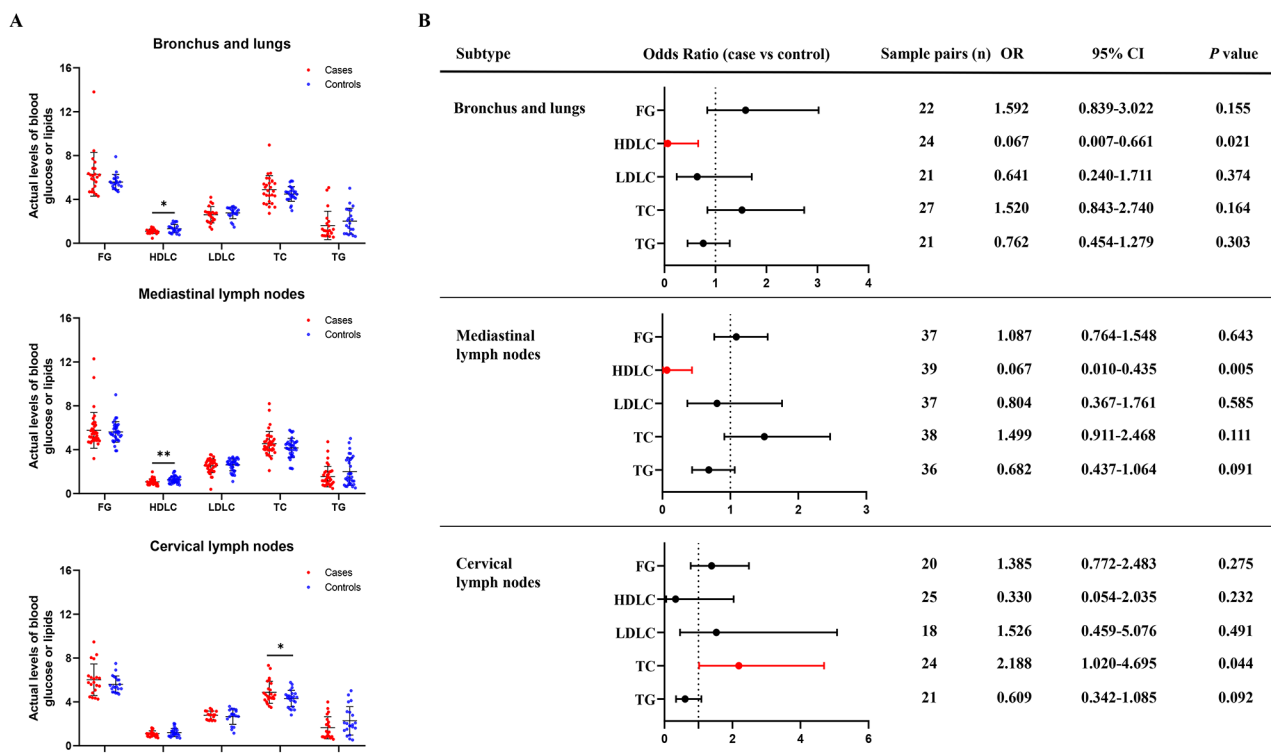 A
Bronchus and lungs
Actual levels of blood
glucose or lipids
16
12
8
4
0
Cases
Controls
*
FG HDLC LDLC TC TG
Mediastinal lymph nodes
Actual levels of blood
glucose or lipids
16
12
8
4
0
Cases
Controls
**
FG HDLC LDLC TC TG
Cervical lymph nodes
Actual levels of blood
glucose or lipids
16
12
8
4
0
Cases
Controls
*
B
Subtype Odds Ratio (case vs control) Sample pairs (n) OR 95% CI P value
Bronchus and lungs FG 22 1.592 0.839-3.022 0.155
HDLC 24 0.067 0.007-0.661 0.021
LDLC 21 0.641 0.240-1.711 0.374
TC 27 1.520 0.843-2.740 0.164
TG 21 0.762 0.454-1.279 0.303
0 1 2 3 4
Mediastinal
lymph nodes
FG 37 1.087 0.764-1.548 0.643
HDLC 39 0.067 0.010-0.435 0.005
LDLC 37 0.804 0.367-1.761 0.585
TC 38 1.499 0.911-2.468 0.111
TG 36 0.682 0.437-1.064 0.091
0 1 2 3
Cervical
lymph nodes
FG 20 1.385 0.772-2.483 0.275
HDLC 25 0.330 0.054-2.035 0.232
LDLC 18 1.526 0.459-5.076 0.491
TC 24 2.188 1.020-4.695 0.044
TG 21 0.609 0.342-1.085 0.092
0 2 4 6